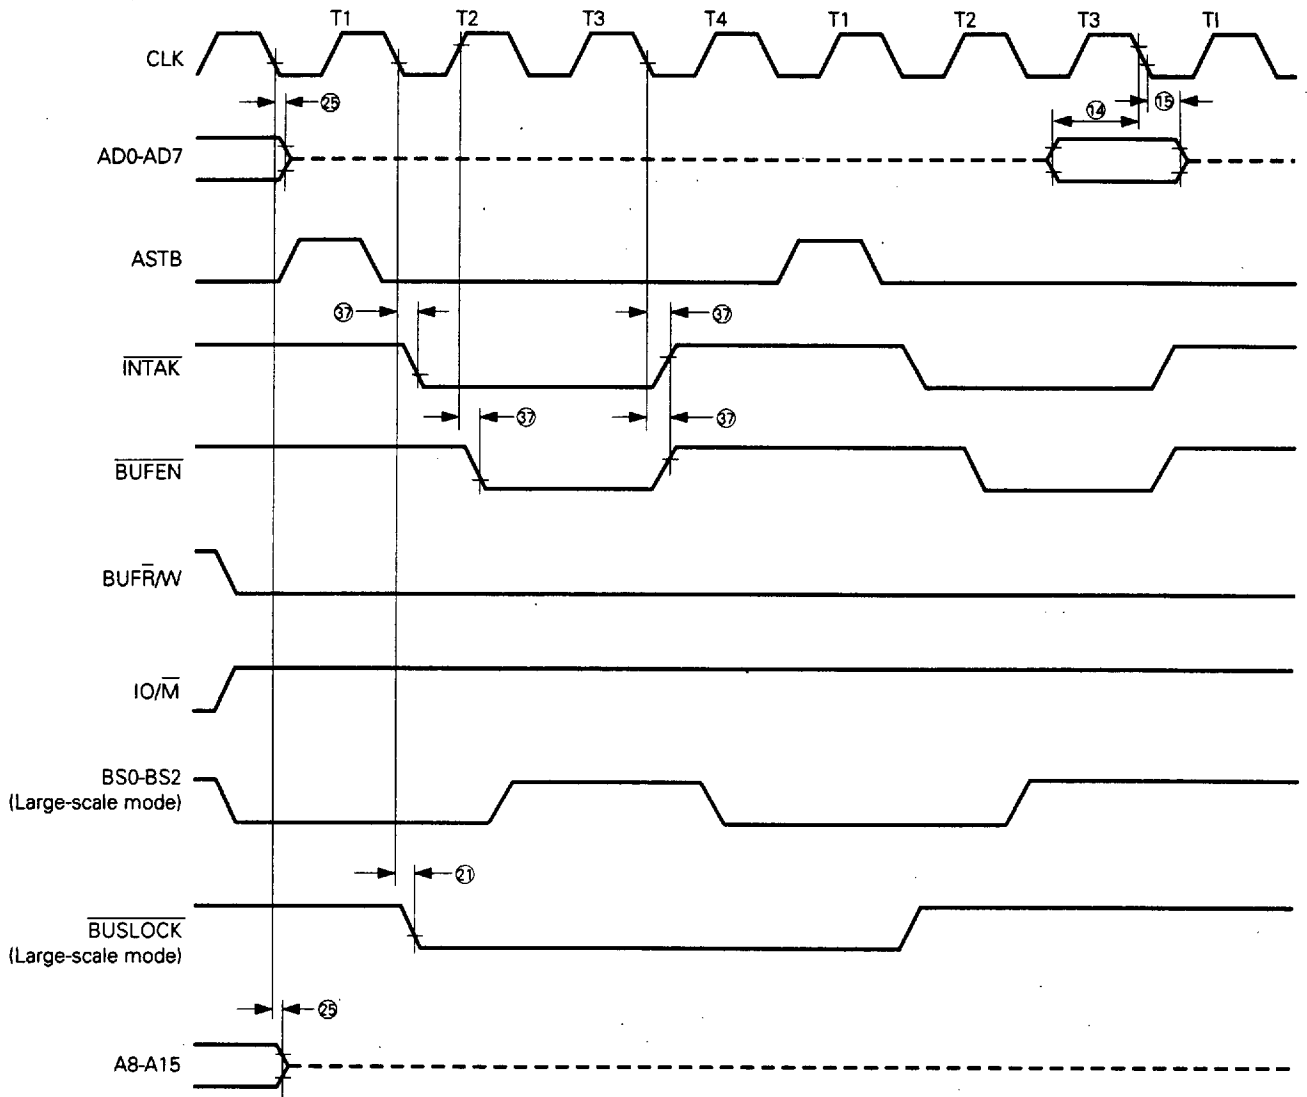 T1 T2 T3 T4 T1 T2 T3 TI
CLK
25
14
15
AD0-AD7
ASTB
37
37
INTAK
37
37
BUFEN
BUFR/W
IO/M
BS0-BS2
(Large-scale mode)
21
BUSLOCK
(Large-scale mode)
25
A8-A15